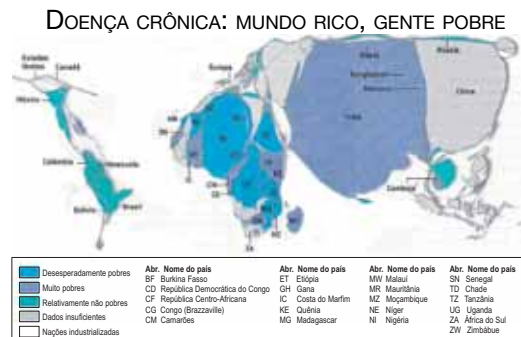 DOENÇA CRÔNICA: MUNDO RICO, GENTE POBRE
Estados
Unidos
Canadá
México
Colômbia
Venezuela
Bolívia
Brasil
Europa
Rússia
Bangladesh
Índia
China
Camboja
Desesperadamente pobres
Muito pobres
Relativamente não pobres
Dados insuficientes
Nações industrializadas
Abr. Nome do país
BF Burkina Fasso
CD República Democrática do Congo
CF República Centro-Africana
CG Congo (Brazzaville)
CM Camarões
Abr. Nome do país
ET Etiópia
GH Gana
IC Costa do Marfim
KE Quênia
MG Madagascar
Abr. Nome do país
MW Malauí
MR Mauritânia
MZ Moçambique
NE Níger
NI Nigéria
Abr. Nome do país
SN Senegal
TD Chade
TZ Tanzânia
UG Uganda
ZA África do Sul
ZW Zimbábue